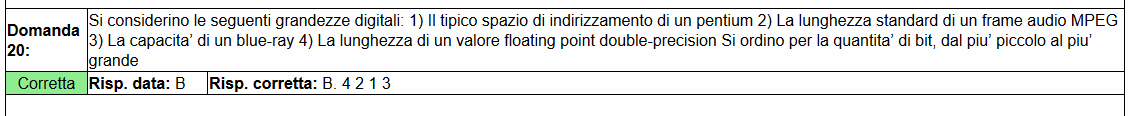 Domanda 20:
Si considerino le seguenti grandezze digitali: 1) Il tipico spazio di indirizzamento di un pentium 2) La lunghezza standard di un frame audio MPEG
3) La capacita' di un blue-ray 4) La lunghezza di un valore floating point double-precision Si ordino per la quantita' di bit, dal piu' piccolo al piu'
grande
Corretta Risp. data: B Risp. corretta: B. 4 2 1 3